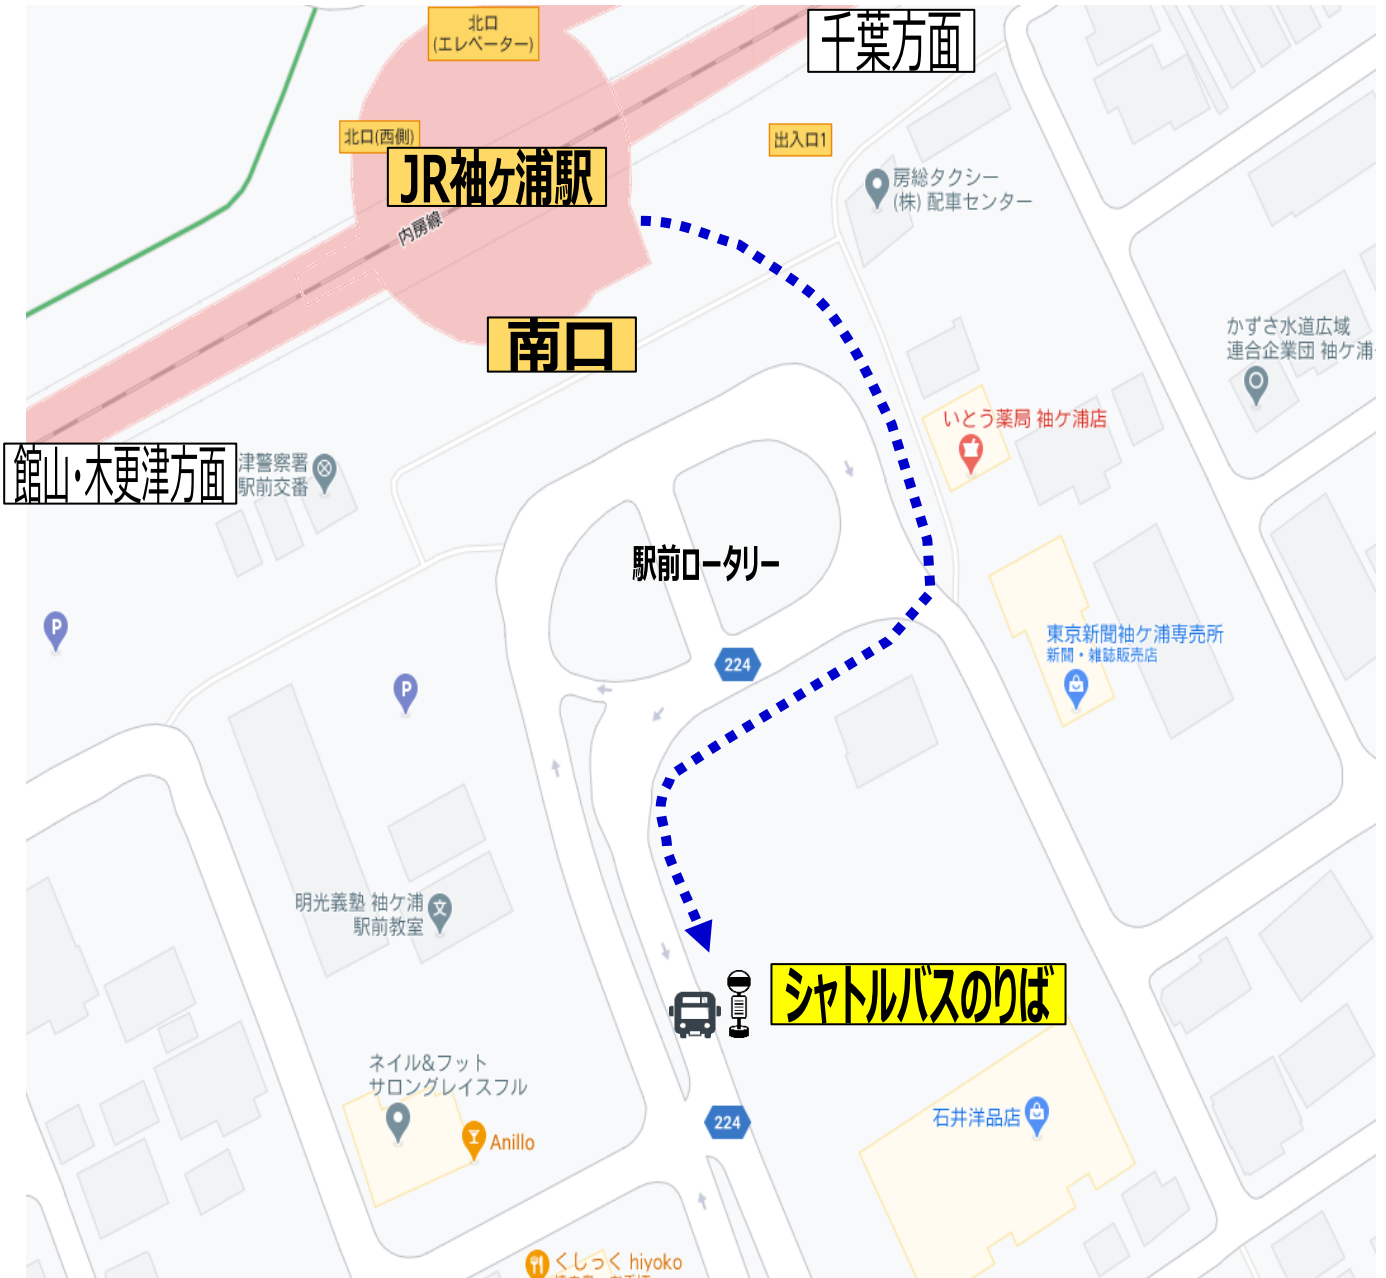 北口
(エレベーター)
千葉方面
北口(西側)
出入口1
JR袖ヶ浦駅
房総タクシー
(株) 配車センター
内房線
南口
かずさ水道広域
連合企業団 袖ケ浦
いとう薬局 袖ケ浦店
館山・木更津方面
津警察署
駅前交番
駅前ロータリー
P
東京新聞袖ケ浦専売所
新聞・雑誌販売店
224
P
明光義塾 袖ケ浦
駅前教室
文
シャトルバスのりば
ネイル&フット
サロングレイスフル
石井洋品店
224
Anillo
くしっく hiyoko